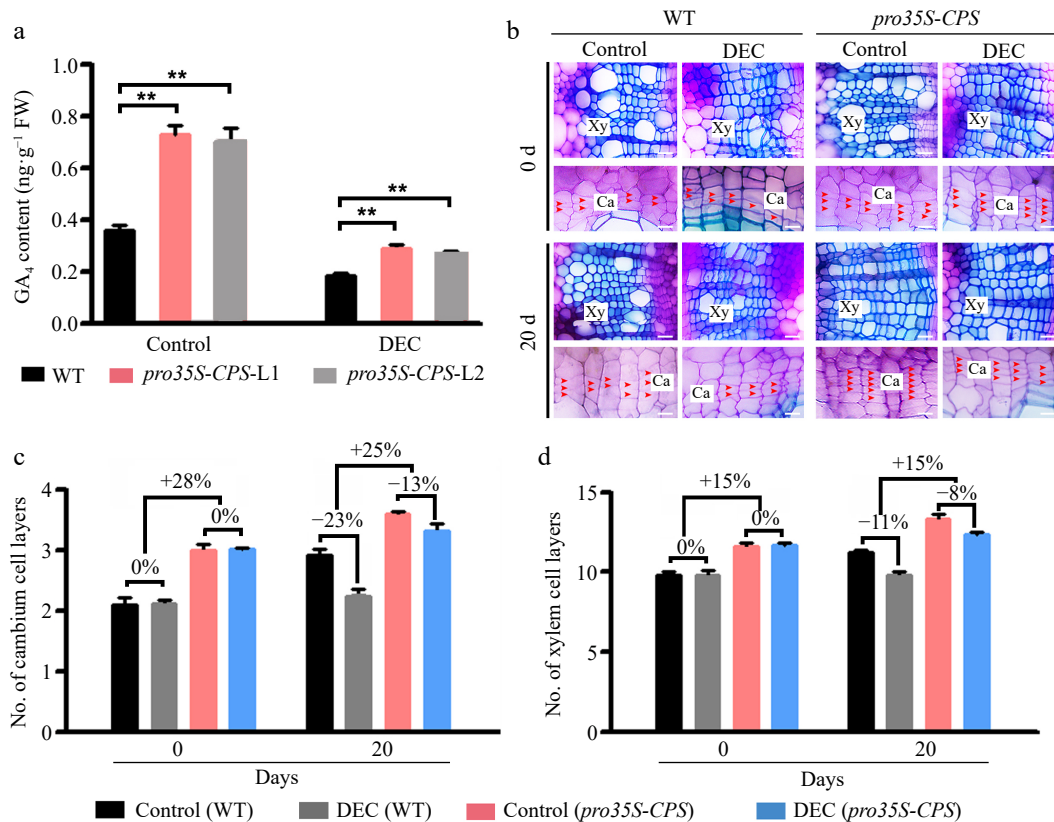 a
1.0
0.8
0.6
0.4
0.2
0.0
GA₄ content (ng·g⁻¹ FW)
**
**
**
**
Control
DEC
WT
pro35S-CPS-L1
pro35S-CPS-L2
b
WT
pro35S-CPS
Control
DEC
Control
DEC
0 d
Xy
Xy
Xy
Xy
Ca
Ca
Ca
Ca
20 d
Xy
Xy
Xy
Xy
Ca
Ca
Ca
Ca
c
4
3
2
1
0
No. of cambium cell layers
+28%
0%
0%
+25%
−23%
−13%
0
20
Days
d
15
10
5
0
No. of xylem cell layers
+15%
0%
0%
+15%
−11%
−8%
0
20
Days
Control (WT)
DEC (WT)
Control (pro35S-CPS)
DEC (pro35S-CPS)